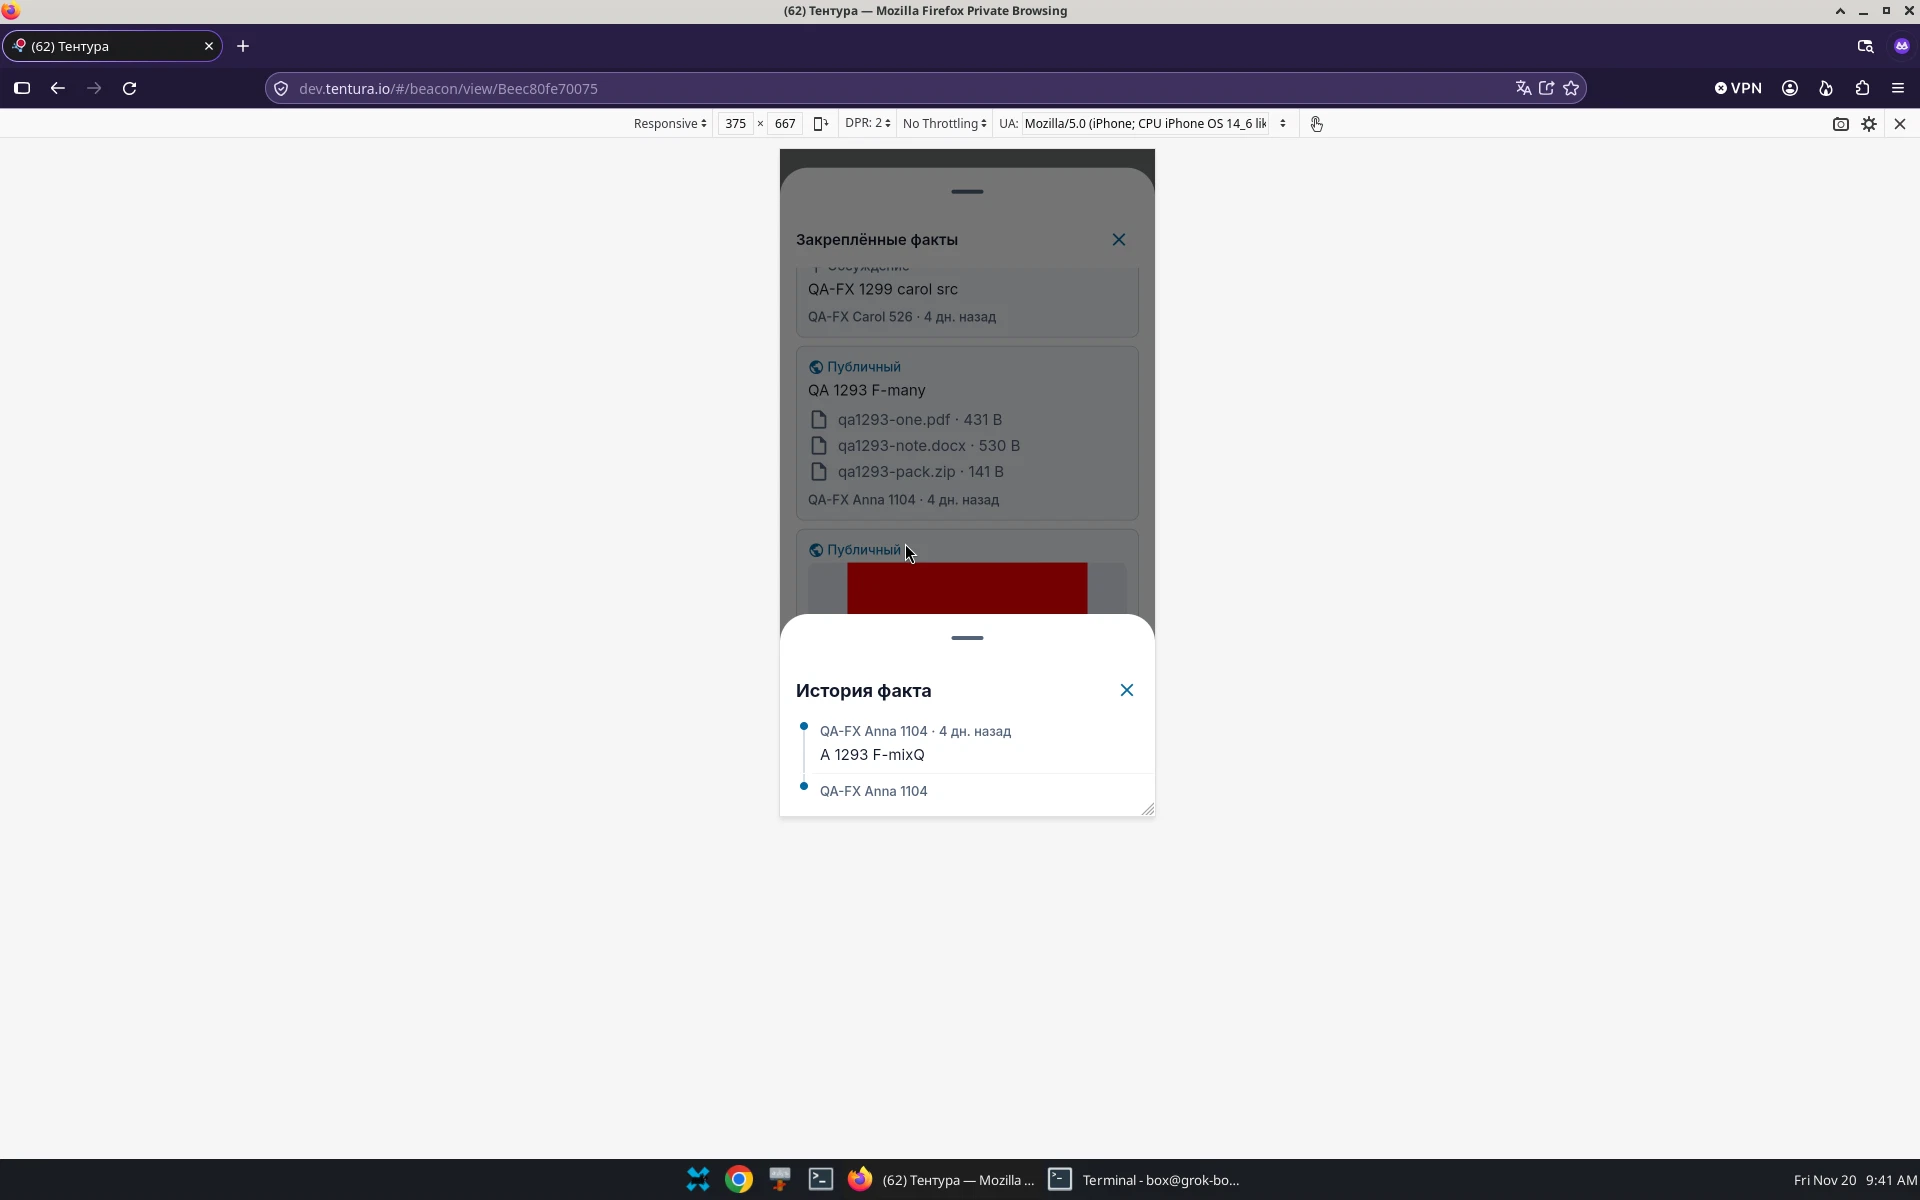 (62) Тентура — Mozilla Firefox Private Browsing
(62) Тентура
dev.tentura.io/#/beacon/view/Beec80fe70075
VPN
Responsive 375 × 667 DPR: 2 No Throttling UA: Mozilla/5.0 (iPhone; CPU iPhone OS 14_6 lik
Закреплённые факты
Обсуждение
QA-FX 1299 carol src
QA-FX Carol 526 · 4 дн. назад
Публичный
QA 1293 F-many
qa1293-one.pdf · 431 B
qa1293-note.docx · 530 B
qa1293-pack.zip · 141 B
QA-FX Anna 1104 · 4 дн. назад
Публичный
История факта
QA-FX Anna 1104 · 4 дн. назад
A 1293 F-mixQ
QA-FX Anna 1104
(62) Тентура — Mozilla ...
Terminal - box@grok-bo...
Fri Nov 20 9:41 AM